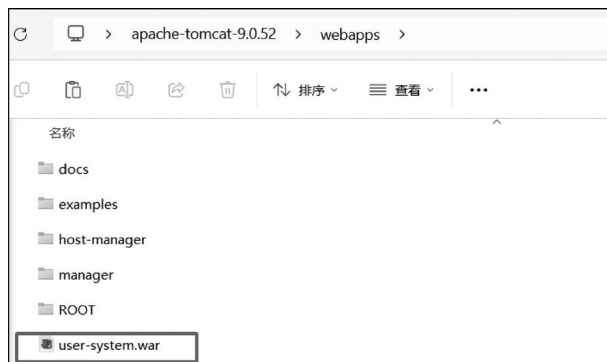 apache-tomcat-9.0.52 > webapps >
排序 查看 ...
名称
docs
examples
host-manager
manager
ROOT
user-system.war